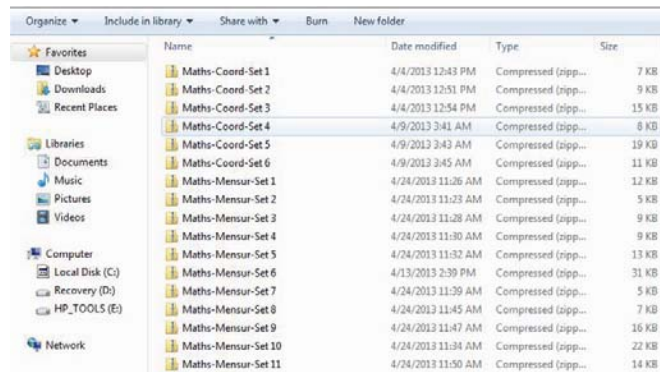 Organize Include in library Share with Burn New folder
Favorites
Desktop
Downloads
Recent Places
Libraries
Documents
Music
Pictures
Videos
Computer
Local Disk (C:)
Recovery (D:)
HP_TOOLS (E:)
Network
Name Date modified Type Size
Maths-Coord-Set 1 4/4/2013 12:43 PM Compressed (zipp... 7 KB
Maths-Coord-Set 2 4/4/2013 12:51 PM Compressed (zipp... 9 KB
Maths-Coord-Set 3 4/4/2013 12:54 PM Compressed (zipp... 15 KB
Maths-Coord-Set 4 4/9/2013 3:41 AM Compressed (zipp... 8 KB
Maths-Coord-Set 5 4/9/2013 3:43 AM Compressed (zipp... 19 KB
Maths-Coord-Set 6 4/9/2013 3:45 AM Compressed (zipp... 11 KB
Maths-Mensur-Set 1 4/24/2013 11:26 AM Compressed (zipp... 12 KB
Maths-Mensur-Set 2 4/24/2013 11:23 AM Compressed (zipp... 5 KB
Maths-Mensur-Set 3 4/24/2013 11:28 AM Compressed (zipp... 9 KB
Maths-Mensur-Set 4 4/24/2013 11:30 AM Compressed (zipp... 9 KB
Maths-Mensur-Set 5 4/24/2013 11:32 AM Compressed (zipp... 13 KB
Maths-Mensur-Set 6 4/13/2013 2:39 PM Compressed (zipp... 31 KB
Maths-Mensur-Set 7 4/24/2013 11:39 AM Compressed (zipp... 5 KB
Maths-Mensur-Set 8 4/24/2013 11:45 AM Compressed (zipp... 7 KB
Maths-Mensur-Set 9 4/24/2013 11:47 AM Compressed (zipp... 16 KB
Maths-Mensur-Set 10 4/24/2013 11:34 AM Compressed (zipp... 22 KB
Maths-Mensur-Set 11 4/24/2013 11:50 AM Compressed (zipp... 14 KB